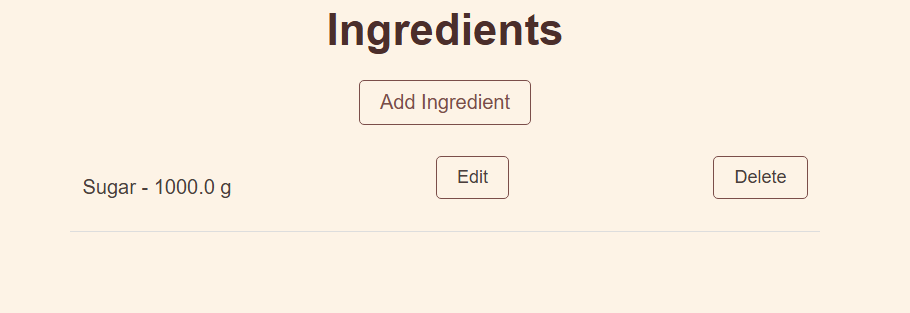 Ingredients
Add Ingredient
Sugar - 1000.0 g
Edit
Delete